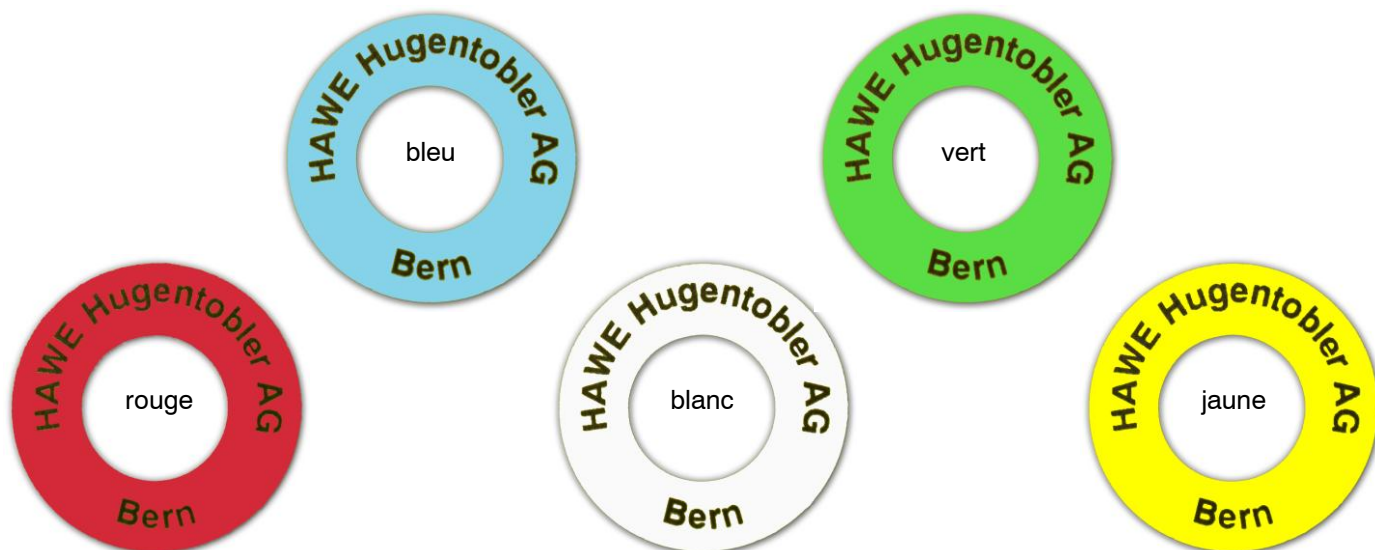 HAWE Hugentobler AG
bleu
Bern
HAWE Hugentobler AG
vert
Bern
HAWE Hugentobler AG
rouge
Bern
HAWE Hugentobler AG
blanc
Bern
HAWE Hugentobler AG
jaune
Bern